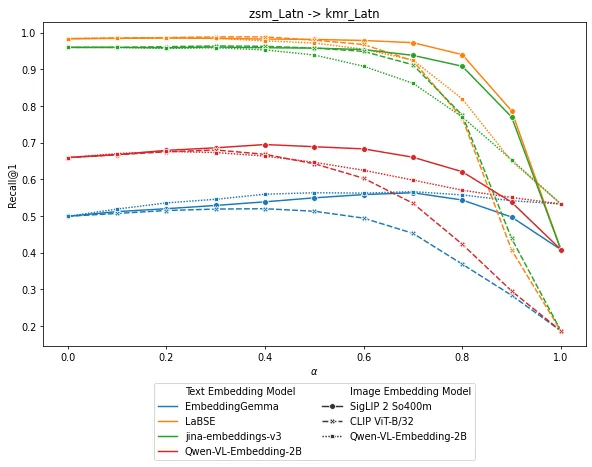 zsm_Latn -> kmr_Latn
1.0
0.9
0.8
0.7
0.6
0.5
0.4
0.3
0.2
Recall@1
0.0 0.2 0.4 0.6 0.8 1.0
α
Text Embedding Model Image Embedding Model
EmbeddingGemma SigLIP 2 So400m
LaBSE CLIP ViT-B/32
jina-embeddings-v3 Qwen-VL-Embedding-2B
Qwen-VL-Embedding-2B